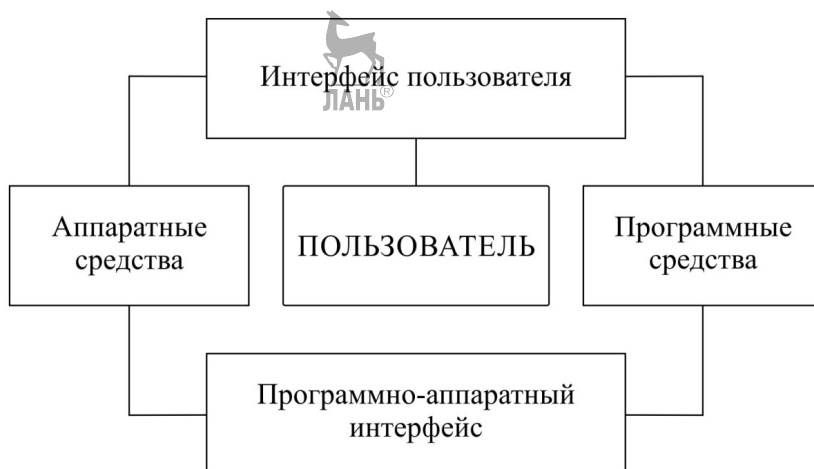 Интерфейс пользователя
ЛАНЬ®
Аппаратные
средства
ПОЛЬЗОВАТЕЛЬ
Программные
средства
Программно-аппаратный
интерфейс